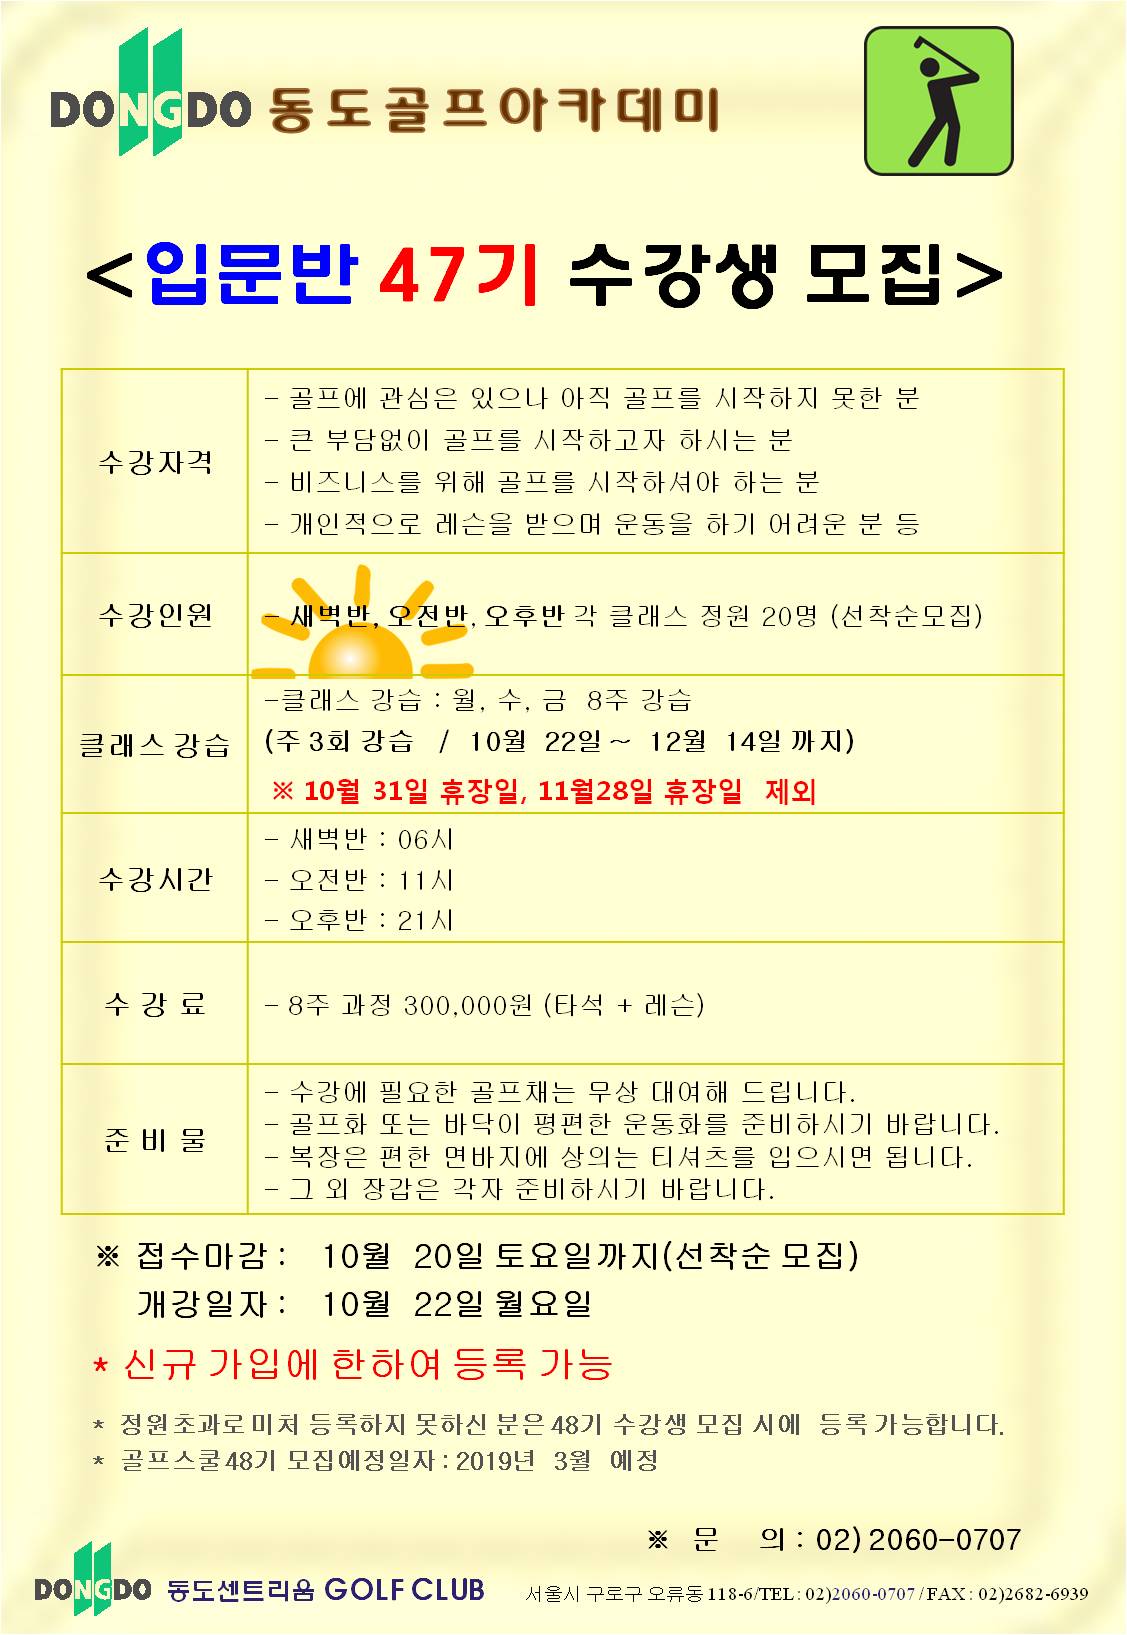 DONGDO 동도골프아카데미
<입문반 47기 수강생 모집>
수강자격
- 골프에 관심은 있으나 아직 골프를 시작하지 못한 분
- 큰 부담없이 골프를 시작하고자 하시는 분
- 비즈니스를 위해 골프를 시작하셔야 하는 분
- 개인적으로 레슨을 받으며 운동을 하기 어려운 분 등
수강인원
- 새벽반, 오전반, 오후반 각 클래스 정원 20명 (선착순모집)
클래스 강습
-클래스 강습 : 월, 수, 금 8주 강습
(주 3회 강습 / 10월 22일 ~ 12월 14일 까지)
※ 10월 31일 휴장일, 11월28일 휴장일 제외
수강시간
- 새벽반 : 06시
- 오전반 : 11시
- 오후반 : 21시
수 강 료
- 8주 과정 300,000원 (타석 + 레슨)
준 비 물
- 수강에 필요한 골프채는 무상 대여해 드립니다.
- 골프화 또는 바닥이 평편한 운동화를 준비하시기 바랍니다.
- 복장은 편한 면바지에 상의는 티셔츠를 입으시면 됩니다.
- 그 외 장갑은 각자 준비하시기 바랍니다.
※ 접수마감 : 10월 20일 토요일까지(선착순 모집)
개강일자 : 10월 22일 월요일
* 신규 가입에 한하여 등록 가능
* 정원초과로 미처 등록하지 못하신 분은 48기 수강생 모집 시에 등록 가능합니다.
* 골프스쿨 48기 모집예정일자 : 2019년 3월 예정
※ 문 의 : 02) 2060-0707
DONGDO 동도센트리움 GOLF CLUB 서울시 구로구 오류동 118-6/TEL : 02)2060-0707 / FAX : 02)2682-6939